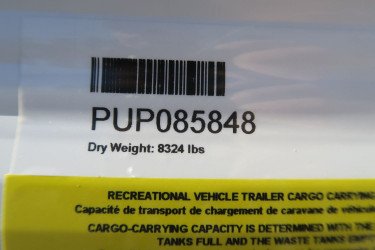 PUP085848
Dry Weight: 8324 lbs
RECREATIONAL VEHICLE TRAILER CARGO CARRYING
Capacité de transport de chargement de caravane de
CARGO-CARRYING CAPACITY IS DETERMINED WITH THE
TANKS FULL AND THE WASTE TANKS